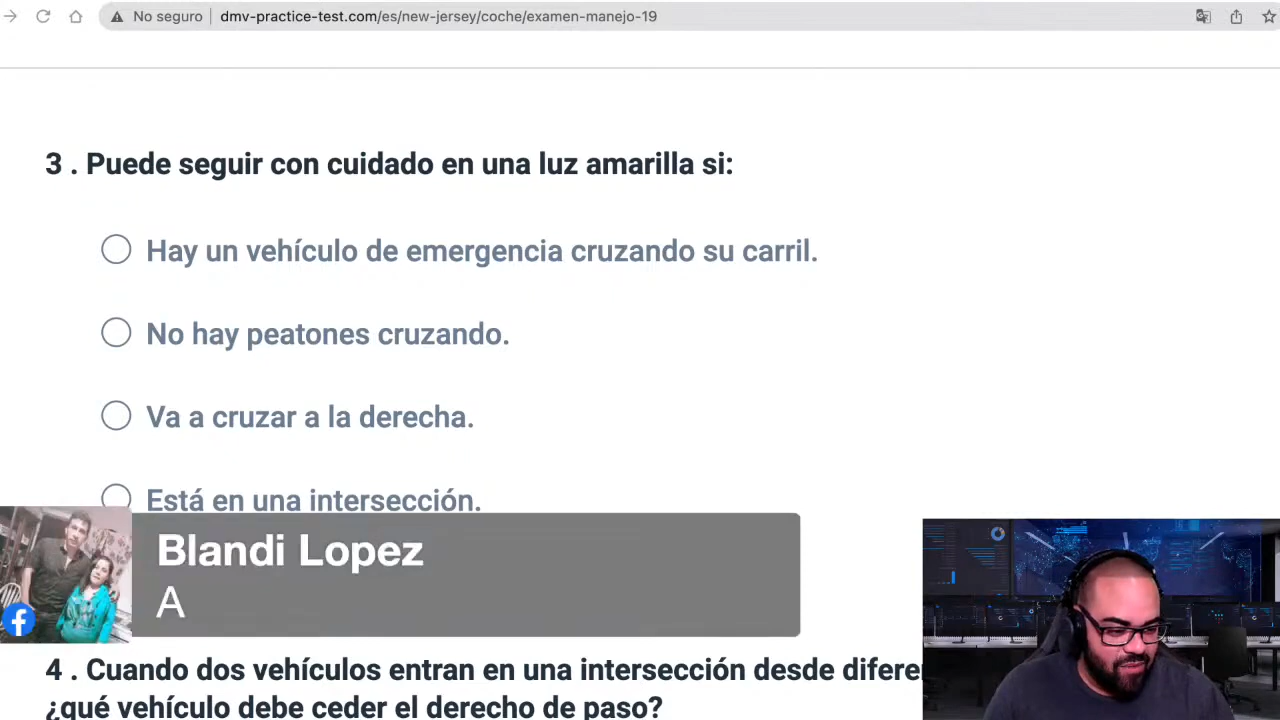 No seguro
dmv-practice-test.com/es/new-jersey/coche/examen-manejo-19
3 . Puede seguir con cuidado en una luz amarilla si:
Hay un vehículo de emergencia cruzando su carril.
No hay peatones cruzando.
Va a cruzar a la derecha.
Está en una intersección.
Blandi Lopez
A
4 . Cuando dos vehículos entran en una intersección desde difere
¿qué vehículo debe ceder el derecho de paso?